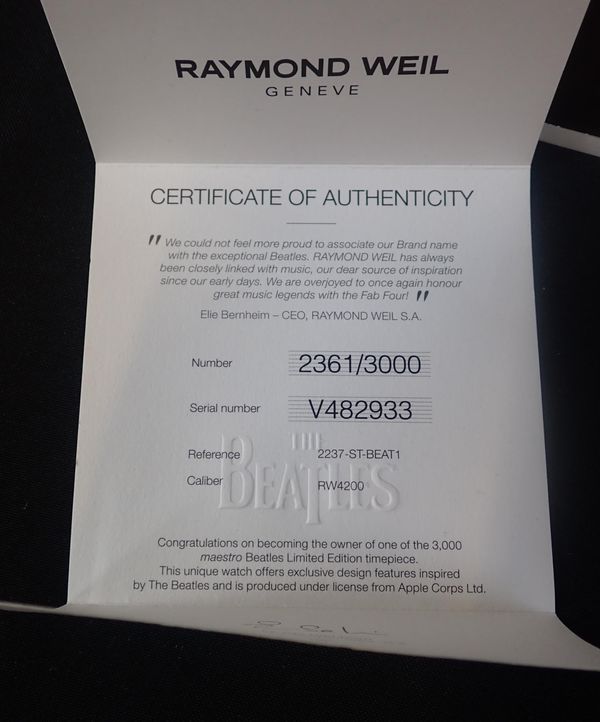 RAYMOND WEIL
GENEVE
CERTIFICATE OF AUTHENTICITY
" We could not feel more proud to associate our Brand name
with the exceptional Beatles. RAYMOND WEIL has always
been closely linked with music, our dear source of inspiration
since our early days. We are overjoyed to once again honour
great music legends with the Fab Four! "
Elie Bernheim – CEO, RAYMOND WEIL S.A.
Number 2361/3000
Serial number V482933
Reference 2237-ST-BEAT1
Caliber RW4200
THE
BEATLES
Congratulations on becoming the owner of one of the 3,000
maestro Beatles Limited Edition timepiece.
This unique watch offers exclusive design features inspired
by The Beatles and is produced under license from Apple Corps Ltd.